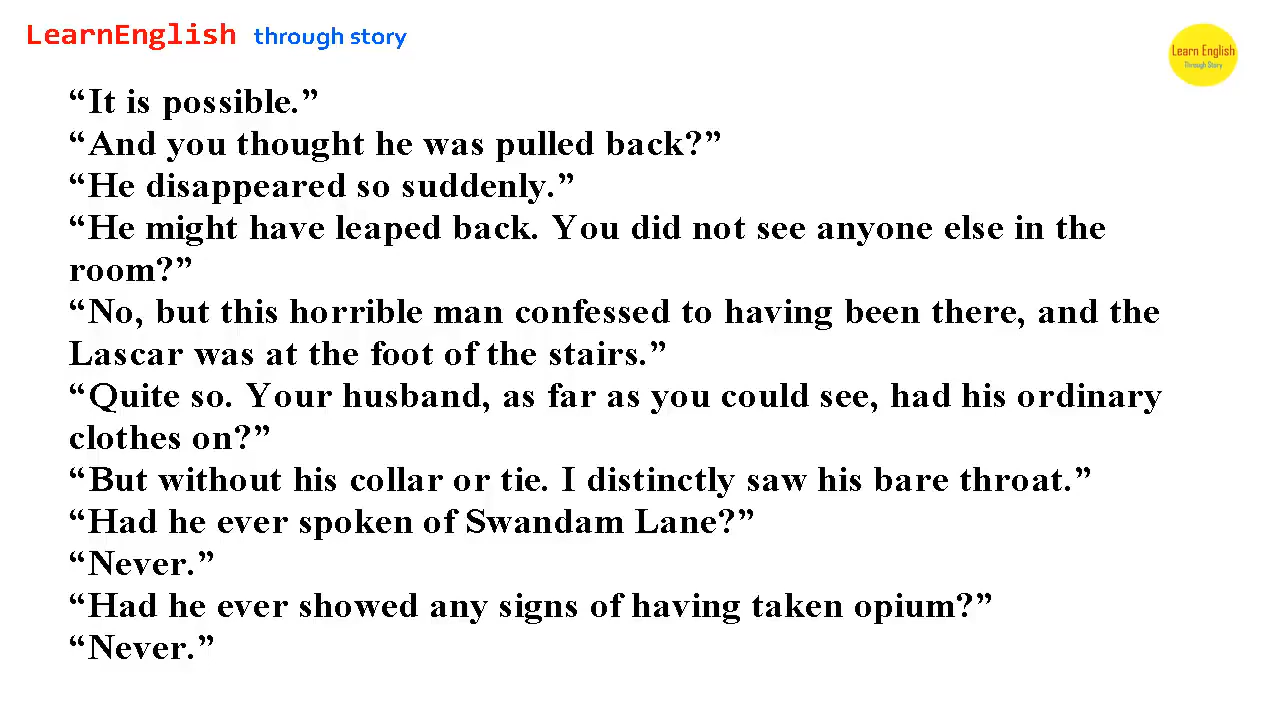 LearnEnglish through story
Learn English
Through Story
“It is possible.”
“And you thought he was pulled back?”
“He disappeared so suddenly.”
“He might have leaped back. You did not see anyone else in the
room?”
“No, but this horrible man confessed to having been there, and the
Lascar was at the foot of the stairs.”
“Quite so. Your husband, as far as you could see, had his ordinary
clothes on?”
“But without his collar or tie. I distinctly saw his bare throat.”
“Had he ever spoken of Swandam Lane?”
“Never.”
“Had he ever showed any signs of having taken opium?”
“Never.”